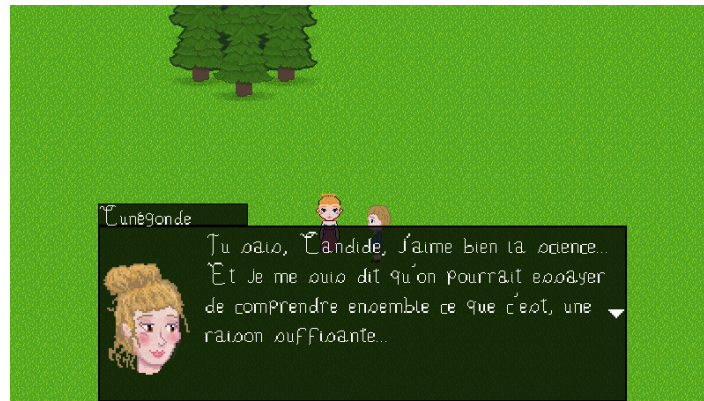 Cunégonde
Tu sais, Candide, J'aime bien la science...
Et Je me suis dit qu'on pourrait essayer
de comprendre ensemble ce que c'est, une
raison suffisante...